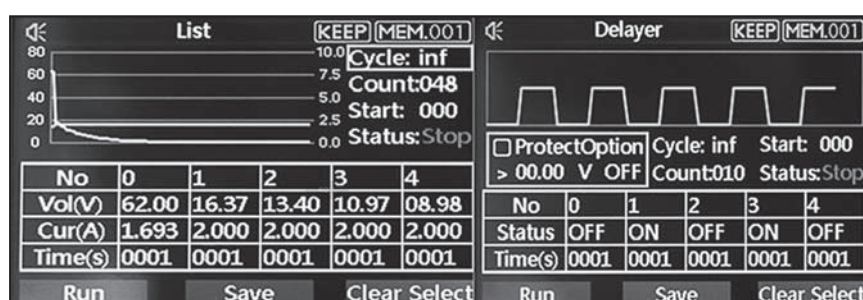 List KEEP MEM.001
80 10.0 Cycle: inf
60 7.5 Count:048
40 5.0 Start: 000
20 2.5 Status:Stop
0 0.0
No 0 1 2 3 4
Vol(V) 62.00 16.37 13.40 10.97 08.98
Cur(A) 1.693 2.000 2.000 2.000 2.000
Time(s) 0001 0001 0001 0001 0001
Run Save Clear Select
Delayer KEEP MEM.001
ProtectOption Cycle: inf Start: 000
> 00.00 V OFF Count:010 Status:Stop
No 0 1 2 3 4
Status OFF ON OFF ON OFF
Time(s) 0001 0001 0001 0001 0001
Run Save Clear Select